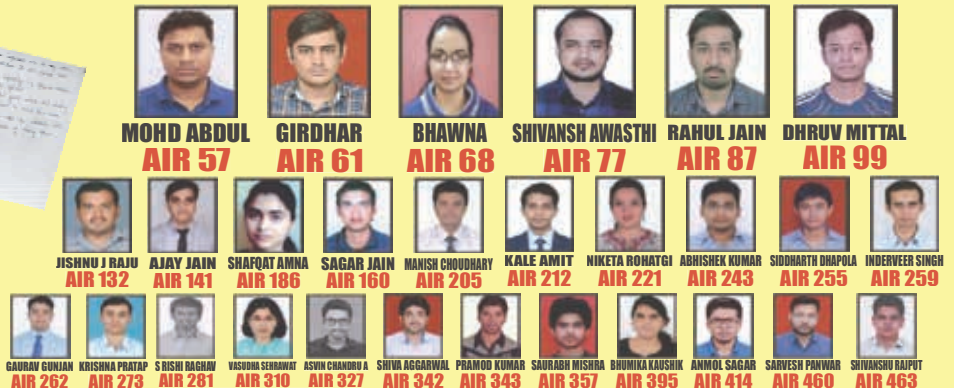 MOHD ABDUL GIRDHAR BHAWNA SHIVANSH AWASTHI RAHUL JAIN DHRUV MITTAL
AIR 57 AIR 61 AIR 68 AIR 77 AIR 87 AIR 99
JISHNU J RAJU AJAY JAIN SHAFQAT AMNA SAGAR JAIN MANISH CHOUDHARY KALE AMIT NIKETA ROHATGI ABHISHEK KUMAR SIDDHARTH DHAPOLA INDERVEER SINGH
AIR 132 AIR 141 AIR 186 AIR 160 AIR 205 AIR 212 AIR 221 AIR 243 AIR 255 AIR 259
GAURAV GUNJAN KRISHNA PRATAP S RISHI RAGHAV VASUDHA SEHRAWAT ASVIN CHANDRU A SHIVA AGGARWAL PRAMOD KUMAR SAURABH MISHRA BHUMIKA KAUSHIK ANMOL SAGAR SARVESH PANWAR SHIVANSHU RAJPUT
AIR 262 AIR 273 AIR 281 AIR 310 AIR 327 AIR 342 AIR 343 AIR 357 AIR 395 AIR 414 AIR 460 AIR 463